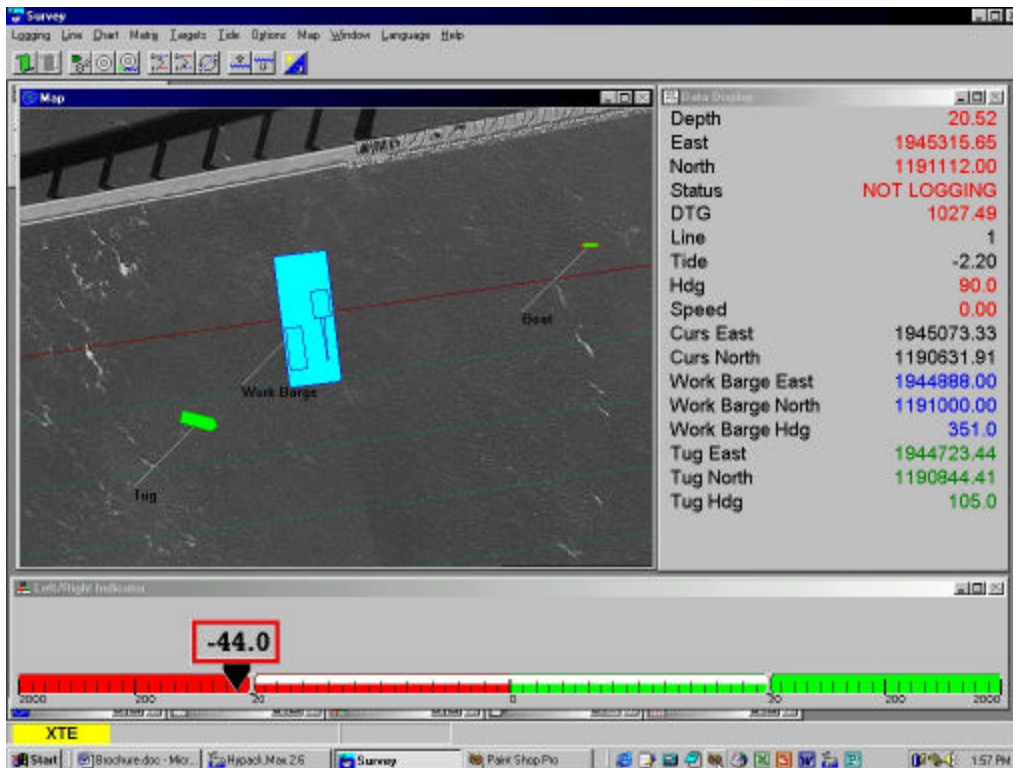 Survey
Logging Line Chart Matrix Targets Tide Options Map Window Language Help
Map
Data Display
Depth 20.52
East 1945315.65
North 1191112.00
Status NOT LOGGING
DTG 1027.49
Line 1
Tide -2.20
Hdg 90.0
Speed 0.00
Curs East 1945073.33
Curs North 1190631.91
Work Barge East 1944888.00
Work Barge North 1191000.00
Work Barge Hdg 351.0
Tug East 1944723.44
Tug North 1190844.41
Tug Hdg 105.0
Boat
Work Barge
Tug
Left/Right Indicator
-44.0
2000 200 20 0 20 200 2000
XTE
Start Brochure.doc - Micr... Hypack Max 2.6 Survey Paint Shop Pro 1:57 PM